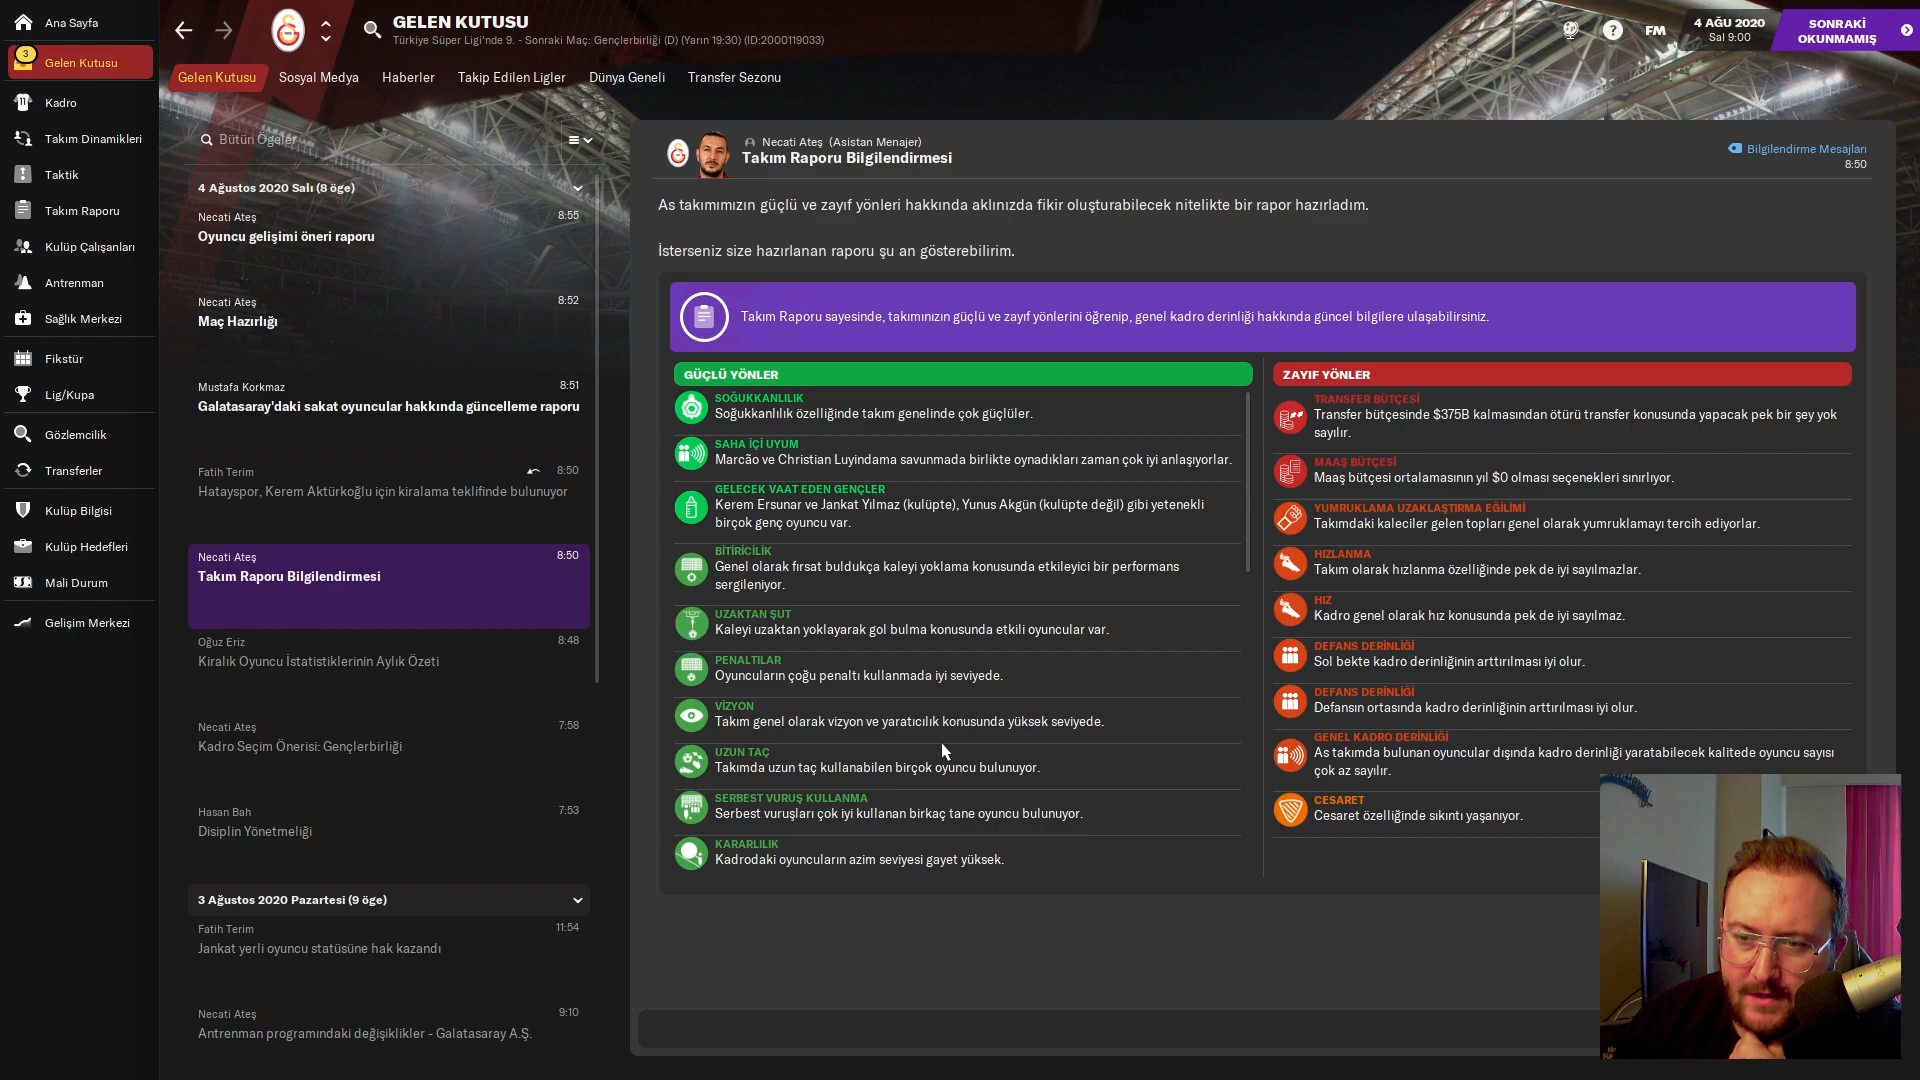 Ana Sayfa
3
Gelen Kutusu
Kadro
Takım Dinamikleri
Taktik
Takım Raporu
Kulüp Çalışanları
Antrenman
Sağlık Merkezi
Fikstür
Lig/Kupa
Gözlemcilik
Transferler
Kulüp Bilgisi
Kulüp Hedefleri
Mali Durum
Gelişim Merkezi
GELEN KUTUSU
Türkiye Süper Ligi'nde 9. - Sonraki Maç: Gençlerbirliği (D) (Yarın 19:30) (ID:2000119033)
FM
4 AĞU 2020
Sal 9:00
SONRAKİ
OKUNMAMIŞ
Gelen Kutusu
Sosyal Medya
Haberler
Takip Edilen Ligler
Dünya Geneli
Transfer Sezonu
Bütün Ögeler
4 Ağustos 2020 Salı (8 öge)
Necati Ateş 8:55
Oyuncu gelişimi öneri raporu
Necati Ateş 8:52
Maç Hazırlığı
Mustafa Korkmaz 8:51
Galatasaray'daki sakat oyuncular hakkında güncelleme raporu
Fatih Terim 8:50
Hatayspor, Kerem Aktürkoğlu için kiralama teklifinde bulunuyor
Necati Ateş 8:50
Takım Raporu Bilgilendirmesi
Oğuz Eriz 8:48
Kiralık Oyuncu İstatistiklerinin Aylık Özeti
Necati Ateş 7:58
Kadro Seçim Önerisi: Gençlerbirliği
Hasan Bah 7:53
Disiplin Yönetmeliği
3 Ağustos 2020 Pazartesi (9 öge)
Fatih Terim 11:54
Jankat yerli oyuncu statüsüne hak kazandı
Necati Ateş 9:10
Antrenman programındaki değişiklikler - Galatasaray A.Ş.
Necati Ateş (Asistan Menajer)
Takım Raporu Bilgilendirmesi
Bilgilendirme Mesajları
8:50
As takımımızın güçlü ve zayıf yönleri hakkında aklınızda fikir oluşturabilecek nitelikte bir rapor hazırladım.
İsterseniz size hazırlanan raporu şu an gösterebilirim.
Takım Raporu sayesinde, takımınızın güçlü ve zayıf yönlerini öğrenip, genel kadro derinliği hakkında güncel bilgilere ulaşabilirsiniz.
GÜÇLÜ YÖNLER
SOĞUKKANLILIK
Soğukkanlılık özelliğinde takım genelinde çok güçlüler.
SAHA İÇİ UYUM
Marcão ve Christian Luyindama savunmada birlikte oynadıkları zaman çok iyi anlaşıyorlar.
GELECEK VAAT EDEN GENÇLER
Kerem Ersunar ve Jankat Yılmaz (kulüpte), Yunus Akgün (kulüpte değil) gibi yetenekli
birçok genç oyuncu var.
BİTİRİCİLİK
Genel olarak fırsat buldukça kaleyi yoklama konusunda etkileyici bir performans
sergileniyor.
UZAKTAN ŞUT
Kaleyi uzaktan yoklayarak gol bulma konusunda etkili oyuncular var.
PENALTILAR
Oyuncuların çoğu penaltı kullanmada iyi seviyede.
VİZYON
Takım genel olarak vizyon ve yaratıcılık konusunda yüksek seviyede.
UZUN TAÇ
Takımda uzun taç kullanabilen birçok oyuncu bulunuyor.
SERBEST VURUŞ KULLANMA
Serbest vuruşları çok iyi kullanan birkaç tane oyuncu bulunuyor.
KARARLILIK
Kadrodaki oyuncuların azim seviyesi gayet yüksek.
ZAYIF YÖNLER
TRANSFER BÜTÇESİ
Transfer bütçesinde $375B kalmasından ötürü transfer konusunda yapacak pek bir şey yok
sayılır.
MAAŞ BÜTÇESİ
Maaş bütçesi ortalamasının yıl $0 olması seçenekleri sınırlıyor.
YUMRUKLAMA UZAKLAŞTIRMA EĞİLİMİ
Takımdaki kaleciler gelen topları genel olarak yumruklamayı tercih ediyorlar.
HIZLANMA
Takım olarak hızlanma özelliğinde pek de iyi sayılmazlar.
HIZ
Kadro genel olarak hız konusunda pek de iyi sayılmaz.
DEFANS DERİNLİĞİ
Sol bekte kadro derinliğinin arttırılması iyi olur.
DEFANS DERİNLİĞİ
Defansın ortasında kadro derinliğinin arttırılması iyi olur.
GENEL KADRO DERİNLİĞİ
As takımda bulunan oyuncular dışında kadro derinliği yaratabilecek kalitede oyuncu sayısı
çok az sayılır.
CESARET
Cesaret özelliğinde sıkıntı yaşanıyor.